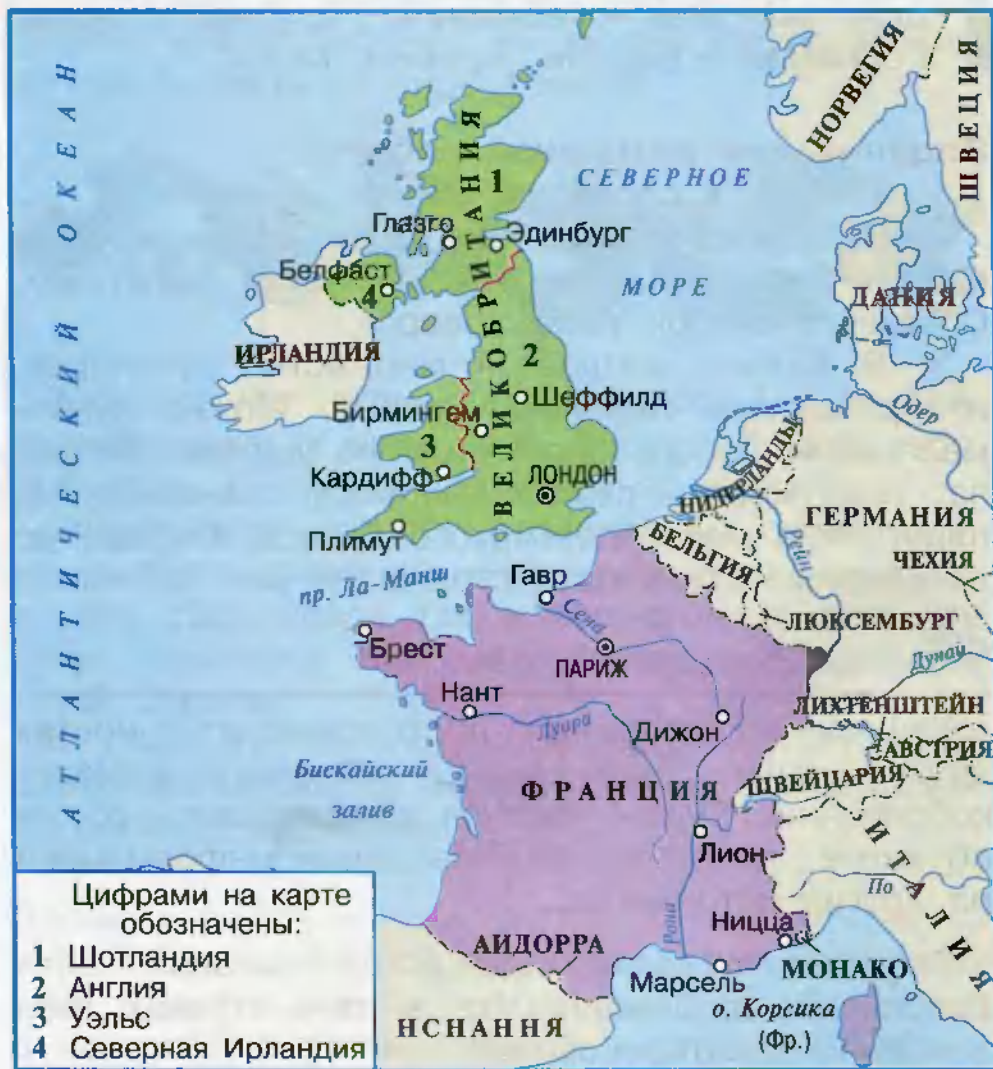 АТЛАНТИЧЕСКИЙ ОКЕАН
НОРВЕГИЯ
ШВЕЦИЯ
СЕВЕРНОЕ
МОРЕ
ВЕЛИКОБРИТАНИЯ
1
Глазго
Эдинбург
Белфаст
4
ДАНИЯ
ИРЛАНДИЯ
2
Шеффилд
Бирмингем
3
Кардифф
ЛОНДОН
Плимут
Одер
НИДЕРЛАНДЫ
ГЕРМАНИЯ
БЕЛЬГИЯ
Рейн
ЧЕХИЯ
пр. Ла-Манш
Гавр
Сена
ЛЮКСЕМБУРГ
Брест
ПАРИЖ
Дунай
Нант
Луара
Дижон
ЛИХТЕНШТЕЙН
АВСТРИЯ
Бискайский
залив
ФРАНЦИЯ
ШВЕЙЦАРИЯ
ИТАЛИЯ
Лион
По
Рона
Ницца
АИДОРРА
МОНАКО
Марсель
о. Корсика
(Фр.)
НСНАННЯ
Цифрами на карте
обозначены:
1 Шотландия
2 Англия
3 Уэльс
4 Северная Ирландия